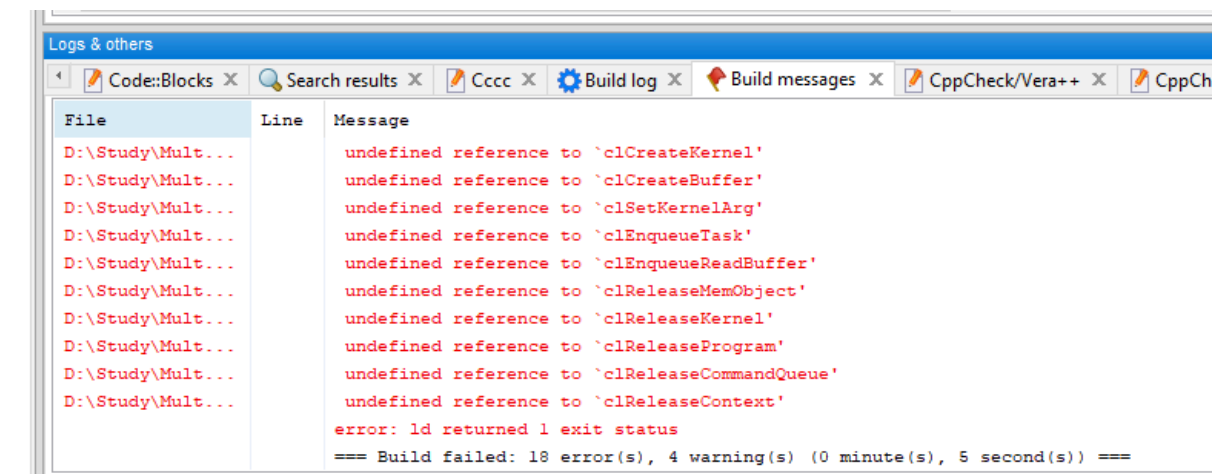 Logs & others
Code::Blocks X Search results X Cccc X Build log X Build messages X CppCheck/Vera++ X CppCh
File Line Message
D:\Study\Mult... undefined reference to `clCreateKernel'
D:\Study\Mult... undefined reference to `clCreateBuffer'
D:\Study\Mult... undefined reference to `clSetKernelArg'
D:\Study\Mult... undefined reference to `clEnqueueTask'
D:\Study\Mult... undefined reference to `clEnqueueReadBuffer'
D:\Study\Mult... undefined reference to `clReleaseMemObject'
D:\Study\Mult... undefined reference to `clReleaseKernel'
D:\Study\Mult... undefined reference to `clReleaseProgram'
D:\Study\Mult... undefined reference to `clReleaseCommandQueue'
D:\Study\Mult... undefined reference to `clReleaseContext'
error: ld returned 1 exit status
=== Build failed: 18 error(s), 4 warning(s) (0 minute(s), 5 second(s)) ===